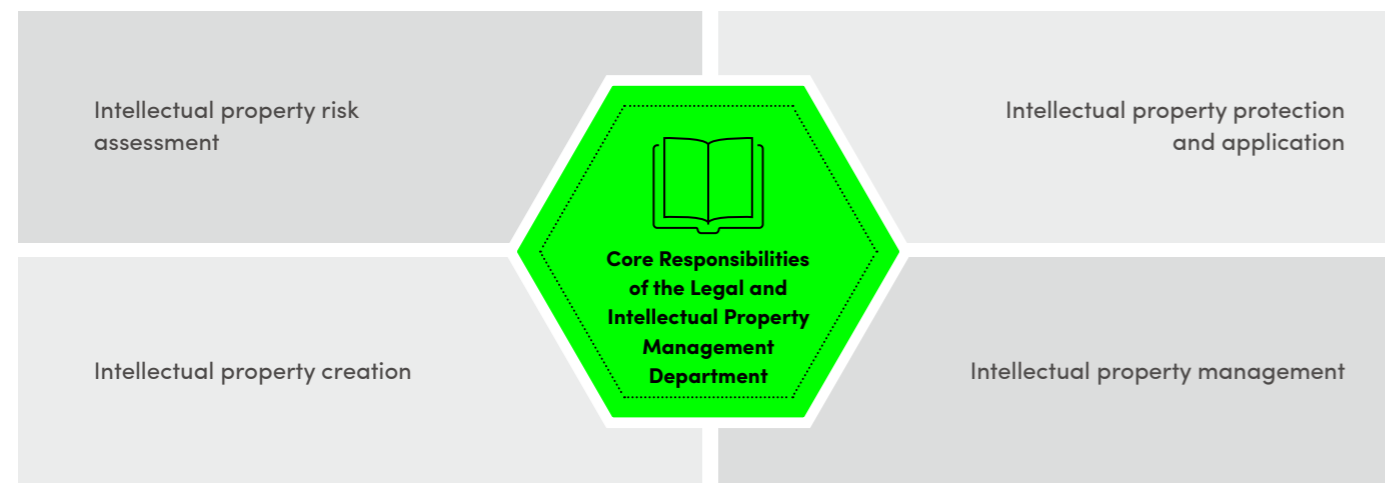 Intellectual property risk
assessment
Intellectual property protection
and application
Core Responsibilities
of the Legal and
Intellectual Property
Management
Department
Intellectual property creation
Intellectual property management